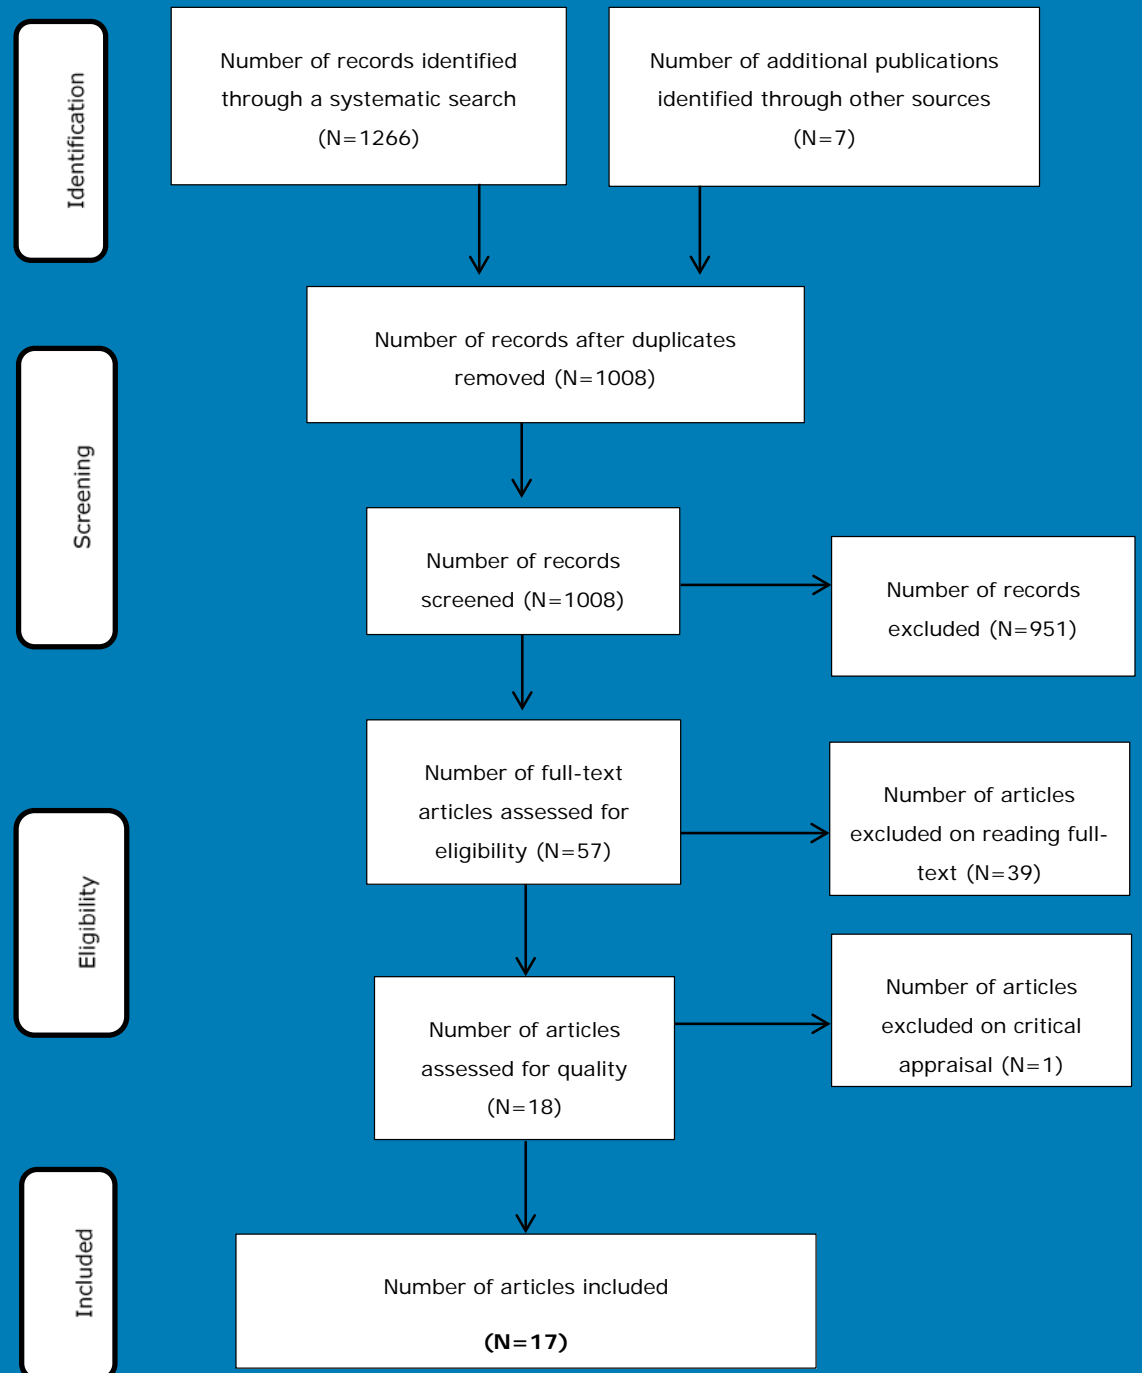 Identification
Number of records identified
through a systematic search
(N=1266)
Number of additional publications
identified through other sources
(N=7)
Screening
Number of records after duplicates
removed (N=1008)
Number of records
screened (N=1008)
Number of records
excluded (N=951)
Eligibility
Number of full-text
articles assessed for
eligibility (N=57)
Number of articles
excluded on reading full-
text (N=39)
Number of articles
assessed for quality
(N=18)
Number of articles
excluded on critical
appraisal (N=1)
Included
Number of articles included
(N=17)